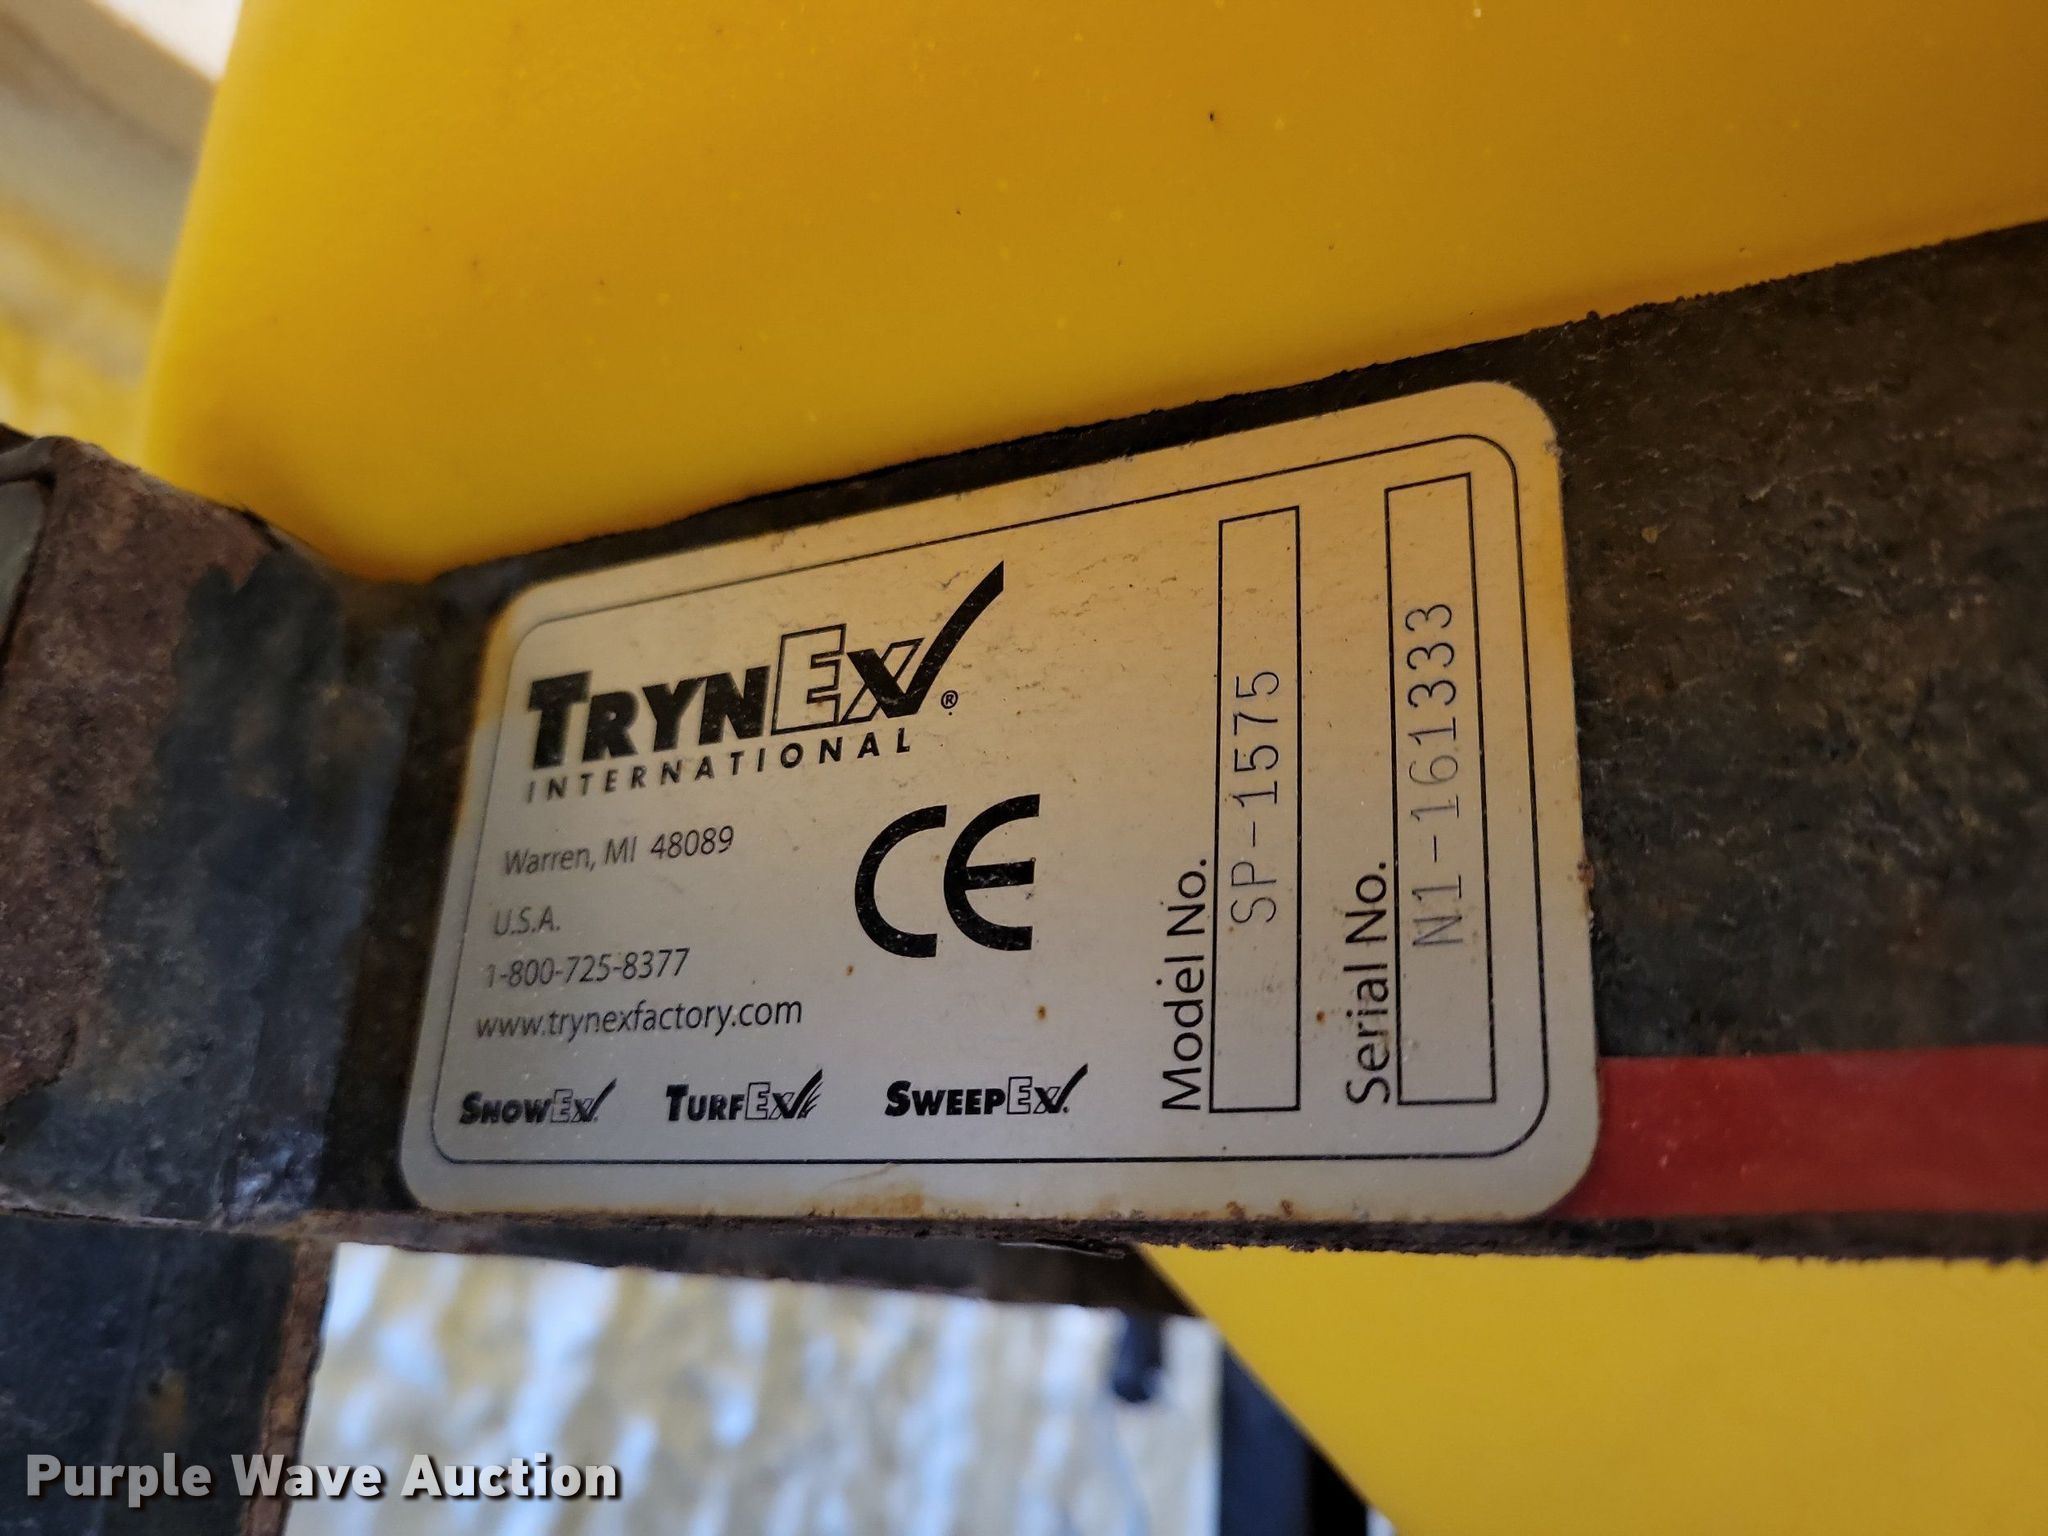 TRYNEX®
INTERNATIONAL
Warren, MI 48089
U.S.A.
1-800-725-8377
www.trynexfactory.com
SNOWEX
TURFEX
SWEEPEX
CE
Model No. SP-1575
Serial No. N1-161333
Purple Wave Auction